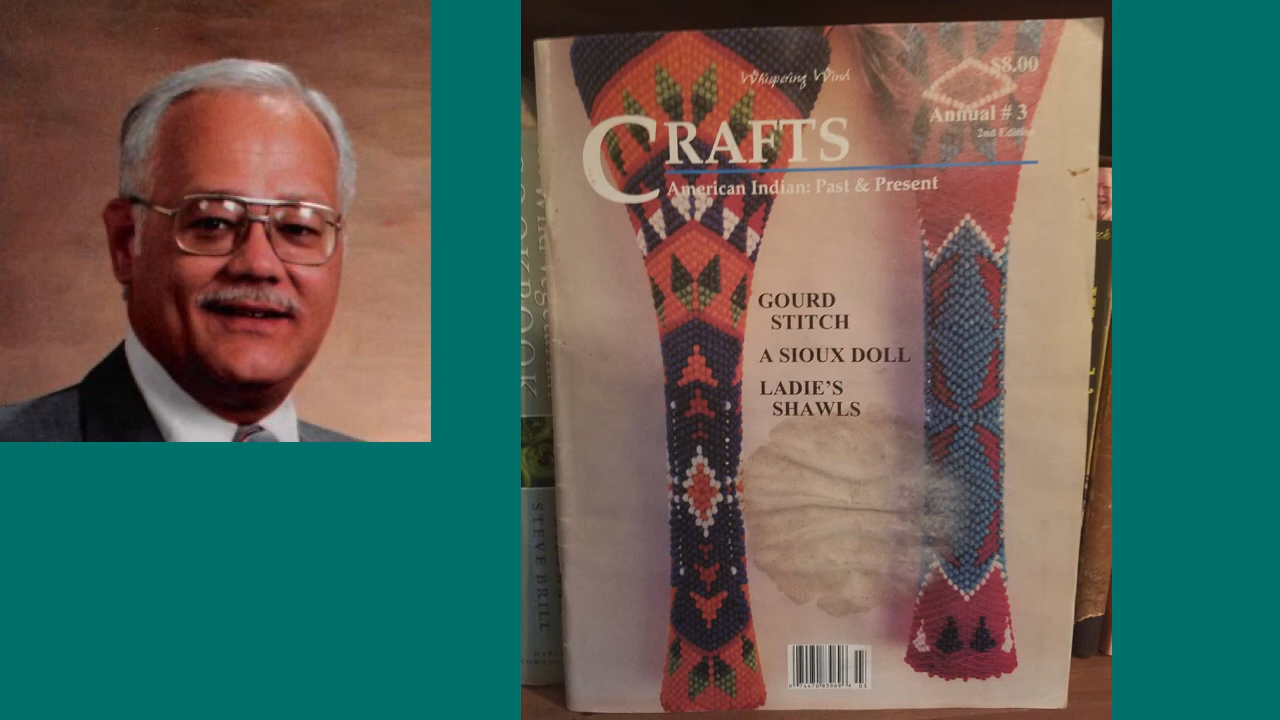 Whispering Wind
$8.00
CRAFTS
Annual # 3
2nd Edition
American Indian: Past & Present
GOURD
STITCH
A SIOUX DOLL
LADIE'S
SHAWLS
STEVE BRILL